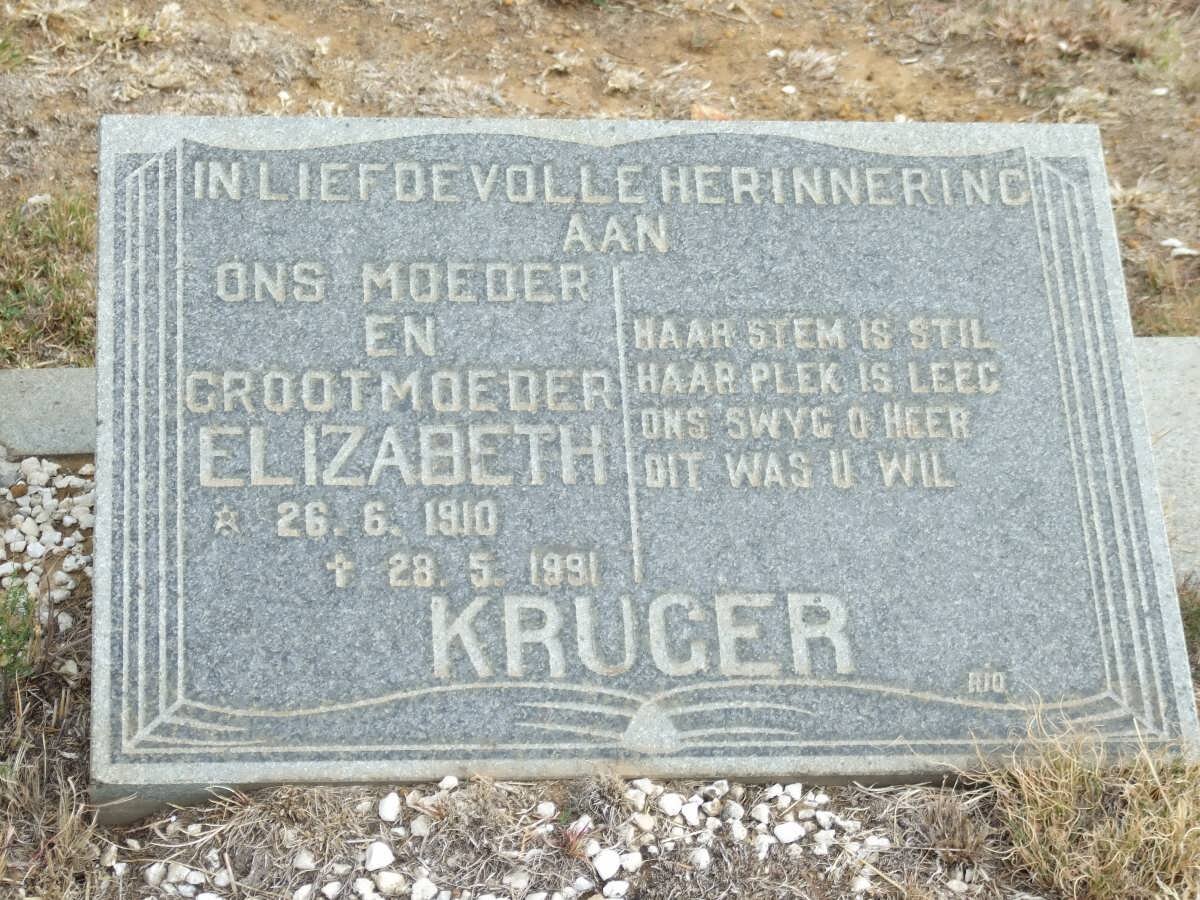 IN LIEFDEVOLLE HERINNERING
AAN
ONS MOEDER
EN
GROOTMOEDER
ELIZABETH
☆ 26. 6. 1910
✝ 28. 5. 1991
HAAR STEM IS STIL
HAAR PLEK IS LEEG
ONS SWYG O HEER
DIT WAS U WIL
KRUGER